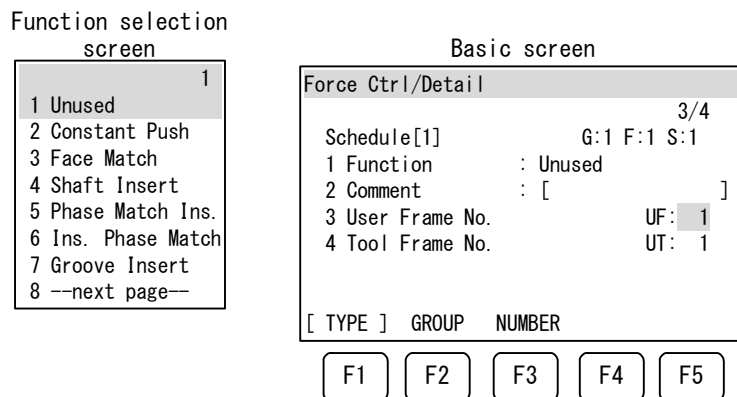 Function selection
screen
1
1 Unused
2 Constant Push
3 Face Match
4 Shaft Insert
5 Phase Match Ins.
6 Ins. Phase Match
7 Groove Insert
8 --next page--
Basic screen
Force Ctrl/Detail
3/4
Schedule[1] G:1 F:1 S:1
1 Function : Unused
2 Comment : [ ]
3 User Frame No. UF: 1
4 Tool Frame No. UT: 1
[ TYPE ] GROUP NUMBER
F1 F2 F3 F4 F5